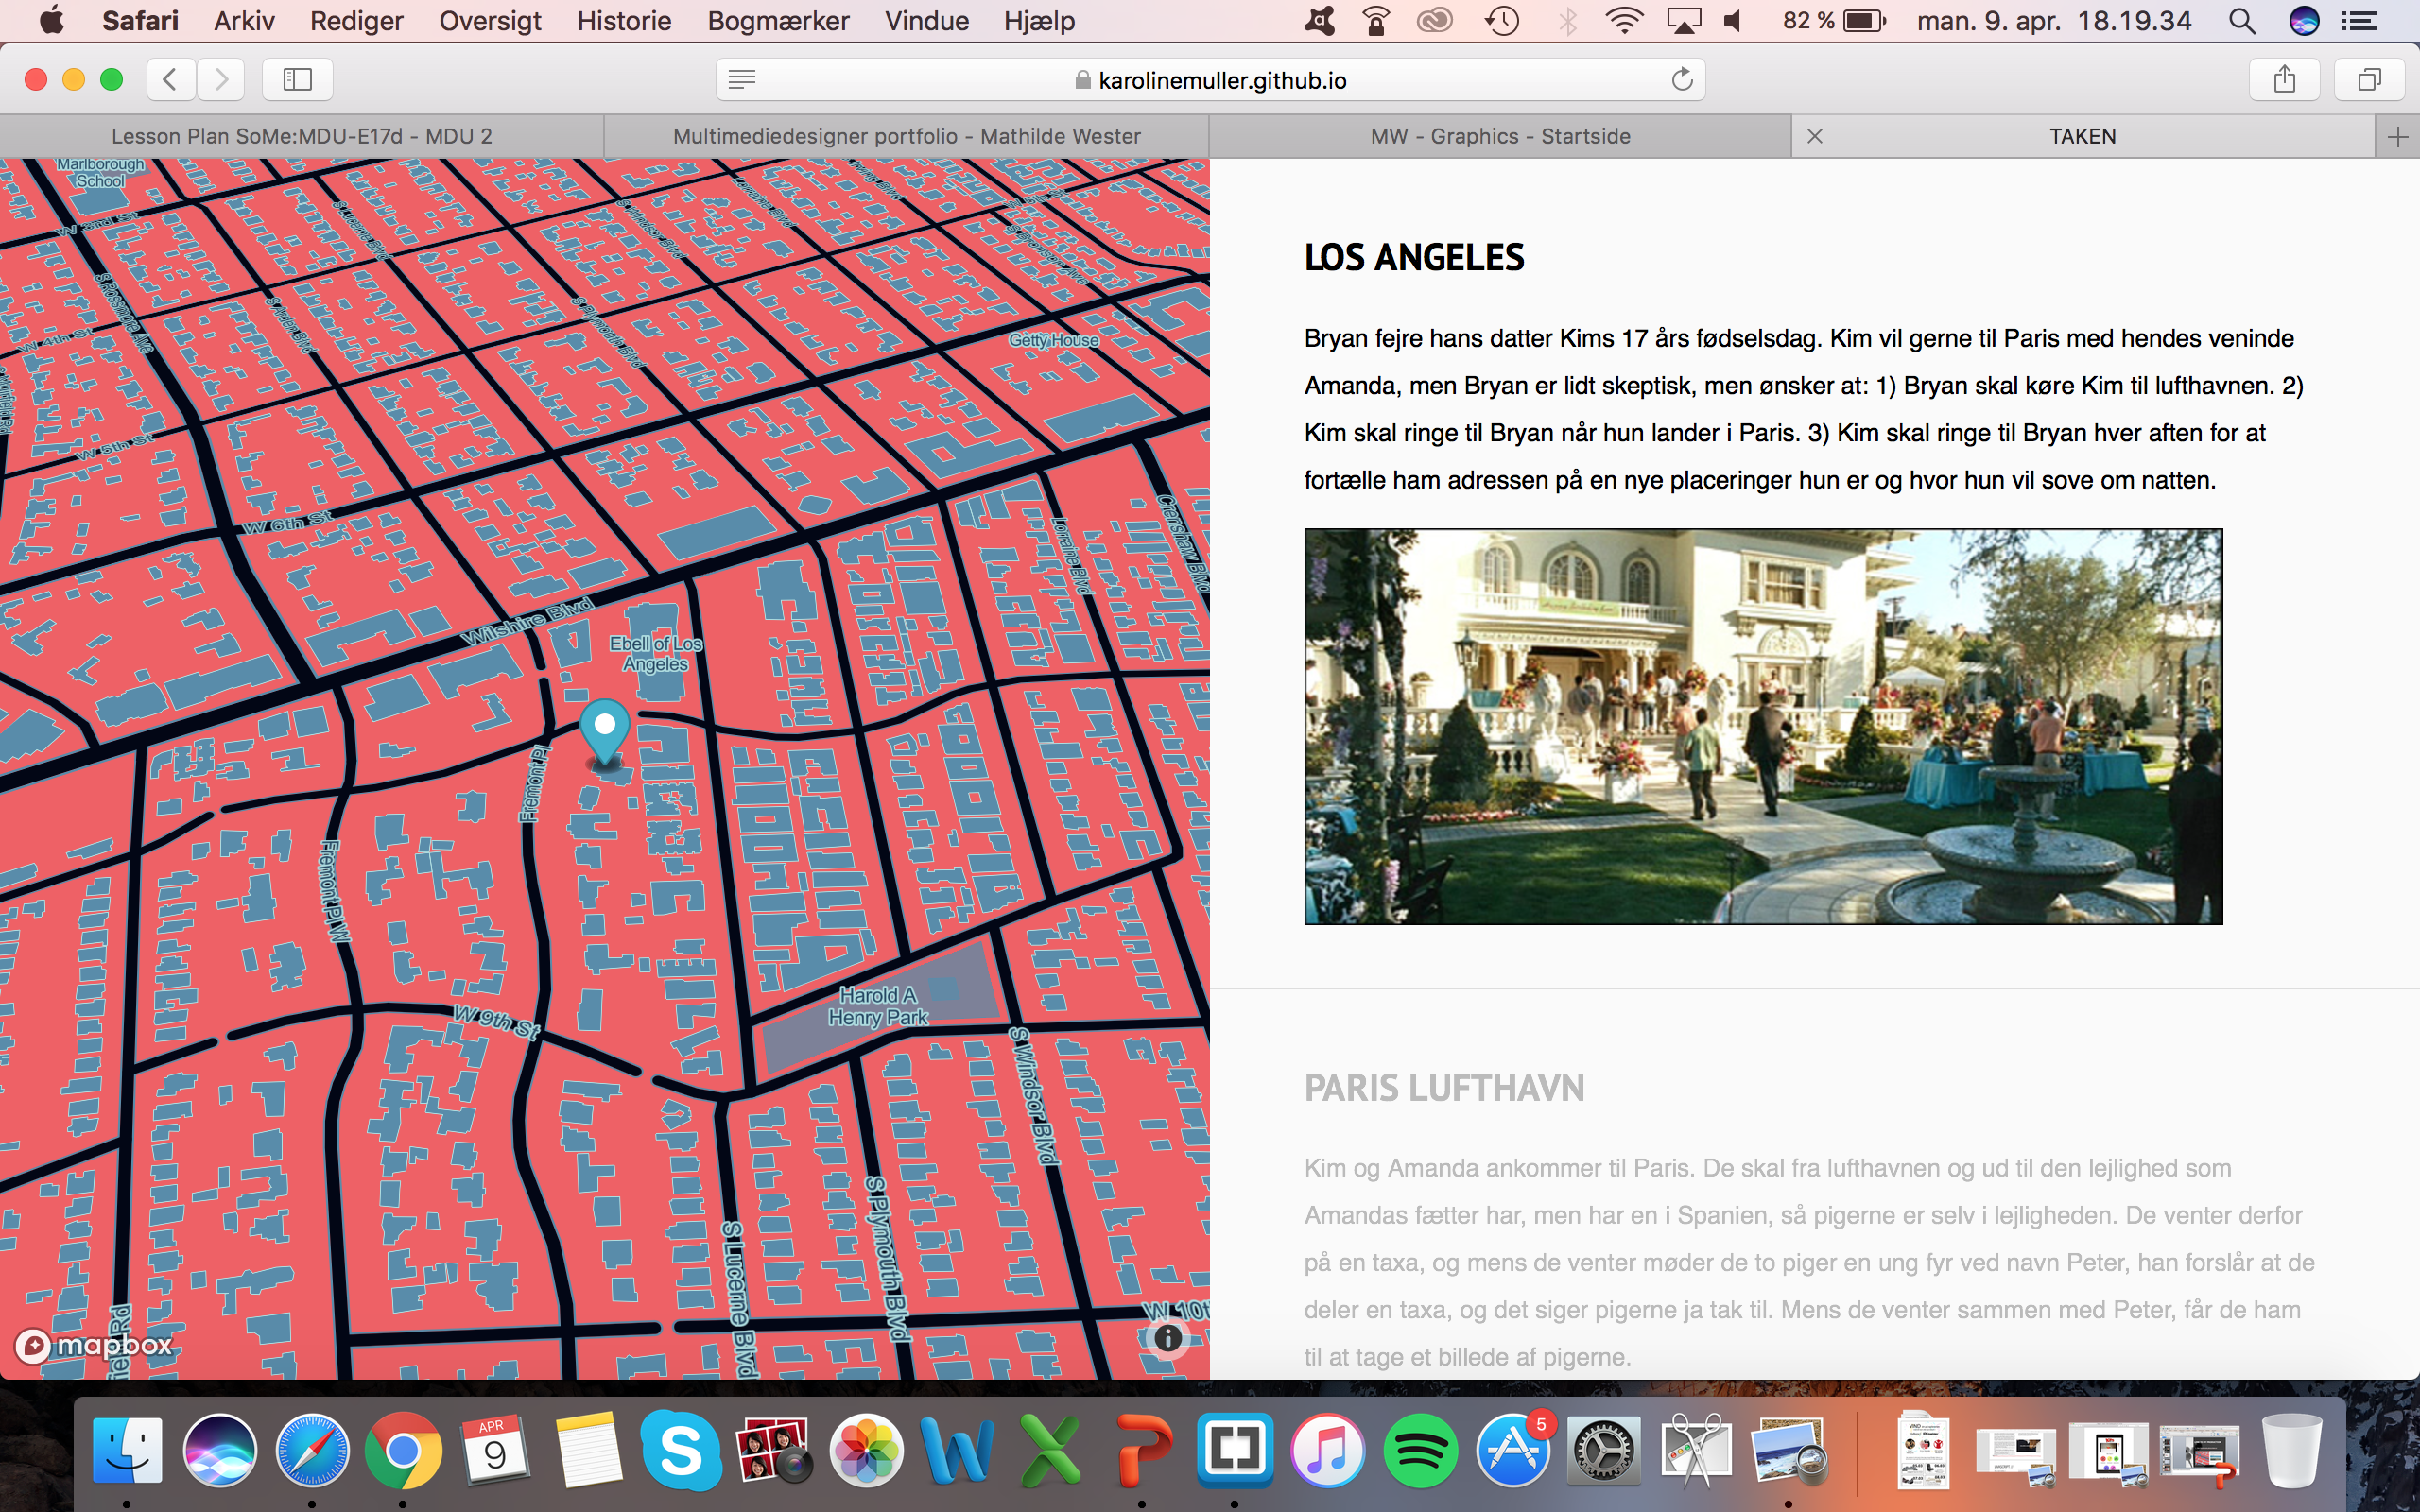 Safari Arkiv Rediger Oversigt Historie Bogmærker Vindue Hjælp 82 % man. 9. apr. 18.19.34
karolinemuller.github.io
Lesson Plan SoMe:MDU-E17d - MDU 2 Multimediedesigner portfolio - Mathilde Wester MW - Graphics - Startside TAKEN
Marlborough
School
W 3rd St
S Rossmore Ave
W 4th St
W 5th St
W 6th St
S Lucerne Blvd
S Arden Blvd
S Windsor Blvd
S Plymouth Blvd
Lorraine Blvd
S Bronson Ave
Getty House
Crenshaw Blvd
Lorraine Blvd
Wilshire Blvd
Ebell of Los
Angeles
Fremont Pl
Fremont Pl W
W 9th St
Harold A
Henry Park
S Windsor Blvd
S Plymouth Blvd
S Lucerne Blvd
W 10t
mapbox
LOS ANGELES
Bryan fejre hans datter Kims 17 års fødselsdag. Kim vil gerne til Paris med hendes veninde
Amanda, men Bryan er lidt skeptisk, men ønsker at: 1) Bryan skal køre Kim til lufthavnen. 2)
Kim skal ringe til Bryan når hun lander i Paris. 3) Kim skal ringe til Bryan hver aften for at
fortælle ham adressen på en nye placeringer hun er og hvor hun vil sove om natten.
PARIS LUFTHAVN
Kim og Amanda ankommer til Paris. De skal fra lufthavnen og ud til den lejlighed som
Amandas fætter har, men har en i Spanien, så pigerne er selv i lejligheden. De venter derfor
på en taxa, og mens de venter møder de to piger en ung fyr ved navn Peter, han forslår at de
deler en taxa, og det siger pigerne ja tak til. Mens de venter sammen med Peter, får de ham
til at tage et billede af pigerne.
APR
9
5